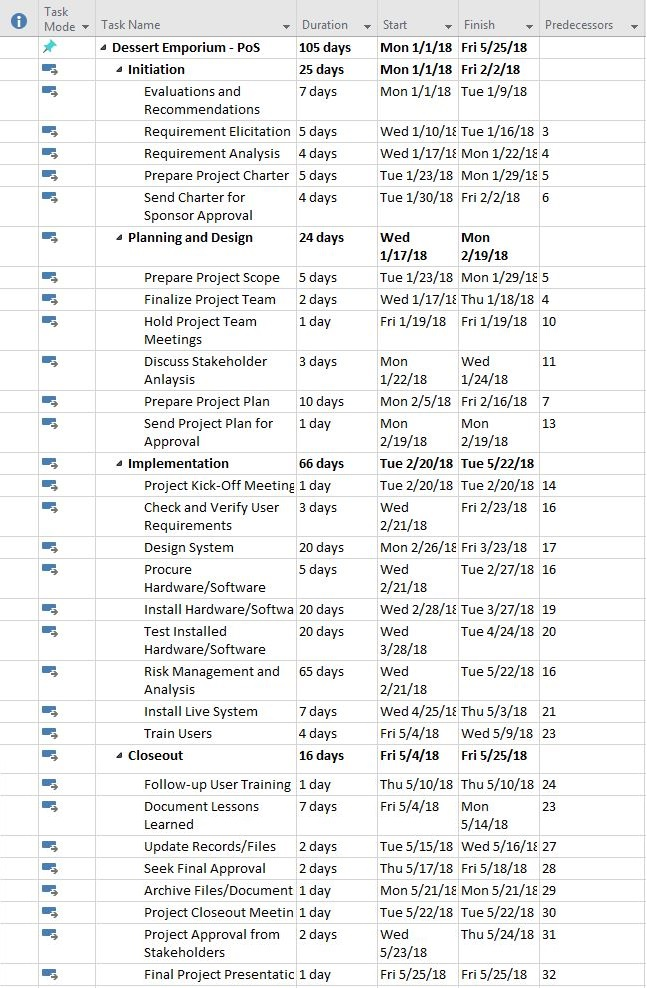 Task Mode Task Name Duration Start Finish Predecessors
Dessert Emporium - PoS 105 days Mon 1/1/18 Fri 5/25/18
Initiation 25 days Mon 1/1/18 Fri 2/2/18
Evaluations and Recommendations 7 days Mon 1/1/18 Tue 1/9/18
Requirement Elicitation 5 days Wed 1/10/18 Tue 1/16/18 3
Requirement Analysis 4 days Wed 1/17/18 Mon 1/22/18 4
Prepare Project Charter 5 days Tue 1/23/18 Mon 1/29/18 5
Send Charter for Sponsor Approval 4 days Tue 1/30/18 Fri 2/2/18 6
Planning and Design 24 days Wed 1/17/18 Mon 2/19/18
Prepare Project Scope 5 days Tue 1/23/18 Mon 1/29/18 5
Finalize Project Team 2 days Wed 1/17/18 Thu 1/18/18 4
Hold Project Team Meetings 1 day Fri 1/19/18 Fri 1/19/18 10
Discuss Stakeholder Anlaysis 3 days Mon 1/22/18 Wed 1/24/18 11
Prepare Project Plan 10 days Mon 2/5/18 Fri 2/16/18 7
Send Project Plan for Approval 1 day Mon 2/19/18 Mon 2/19/18 13
Implementation 66 days Tue 2/20/18 Tue 5/22/18
Project Kick-Off Meeting 1 day Tue 2/20/18 Tue 2/20/18 14
Check and Verify User Requirements 3 days Wed 2/21/18 Fri 2/23/18 16
Design System 20 days Mon 2/26/18 Fri 3/23/18 17
Procure Hardware/Software 5 days Wed 2/21/18 Tue 2/27/18 16
Install Hardware/Softwa 20 days Wed 2/28/18 Tue 3/27/18 19
Test Installed Hardware/Software 20 days Wed 3/28/18 Tue 4/24/18 20
Risk Management and Analysis 65 days Wed 2/21/18 Tue 5/22/18 16
Install Live System 7 days Wed 4/25/18 Thu 5/3/18 21
Train Users 4 days Fri 5/4/18 Wed 5/9/18 23
Closeout 16 days Fri 5/4/18 Fri 5/25/18
Follow-up User Training 1 day Thu 5/10/18 Thu 5/10/18 24
Document Lessons Learned 7 days Fri 5/4/18 Mon 5/14/18 23
Update Records/Files 2 days Tue 5/15/18 Wed 5/16/18 27
Seek Final Approval 2 days Thu 5/17/18 Fri 5/18/18 28
Archive Files/Document 1 day Mon 5/21/18 Mon 5/21/18 29
Project Closeout Meetin 1 day Tue 5/22/18 Tue 5/22/18 30
Project Approval from Stakeholders 2 days Wed 5/23/18 Thu 5/24/18 31
Final Project Presentatic 1 day Fri 5/25/18 Fri 5/25/18 32